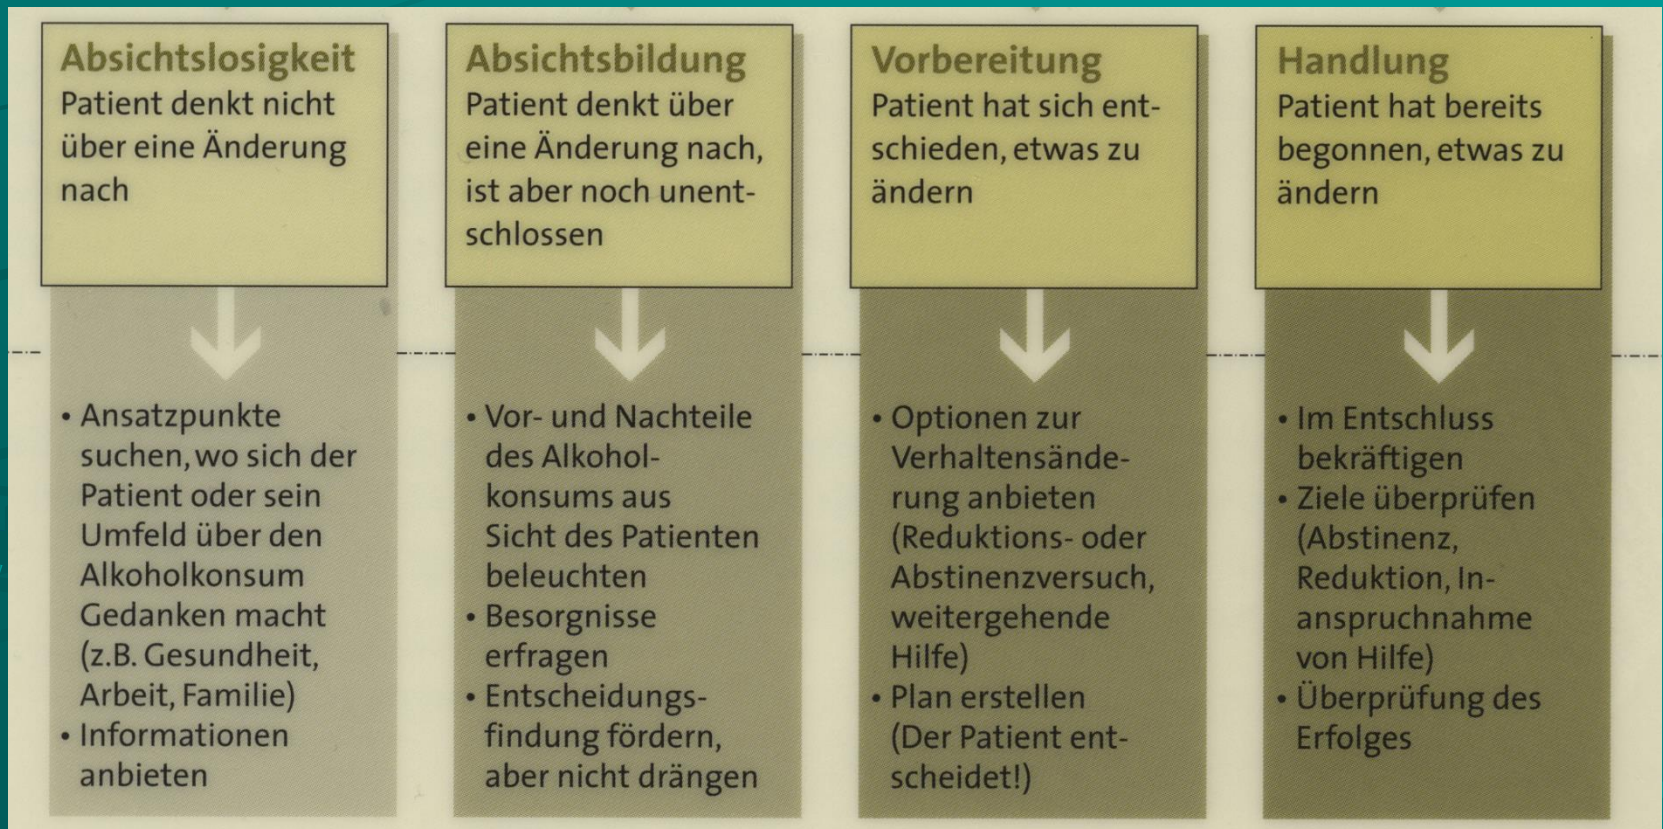 Absichtslosigkeit
Patient denkt nicht
über eine Änderung
nach
• Ansatzpunkte
suchen, wo sich der
Patient oder sein
Umfeld über den
Alkoholkonsum
Gedanken macht
(z.B. Gesundheit,
Arbeit, Familie)
• Informationen
anbieten
Absichtsbildung
Patient denkt über
eine Änderung nach,
ist aber noch unent-
schlossen
• Vor- und Nachteile
des Alkohol-
konsums aus
Sicht des Patienten
beleuchten
• Besorgnisse
erfragen
• Entscheidungs-
findung fördern,
aber nicht drängen
Vorbereitung
Patient hat sich ent-
schieden, etwas zu
ändern
• Optionen zur
Verhaltensände-
rung anbieten
(Reduktions- oder
Abstinenzversuch,
weitergehende
Hilfe)
• Plan erstellen
(Der Patient ent-
scheidet!)
Handlung
Patient hat bereits
begonnen, etwas zu
ändern
• Im Entschluss
bekräftigen
• Ziele überprüfen
(Abstinenz,
Reduktion, In-
anspruchnahme
von Hilfe)
• Überprüfung des
Erfolges